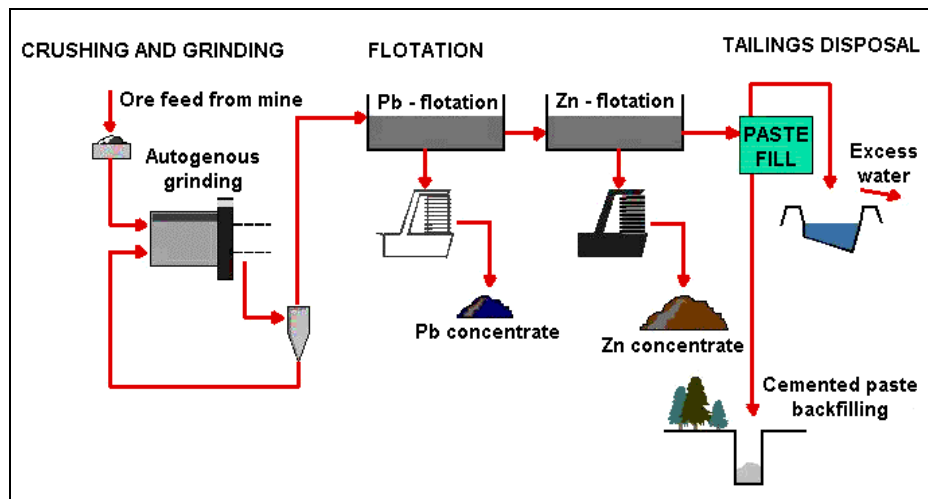 CRUSHING AND GRINDING
FLOTATION
TAILINGS DISPOSAL
Ore feed from mine
Autogenous
grinding
Pb - flotation
Zn - flotation
PASTE
FILL
Excess
water
Pb concentrate
Zn concentrate
Cemented paste
backfilling